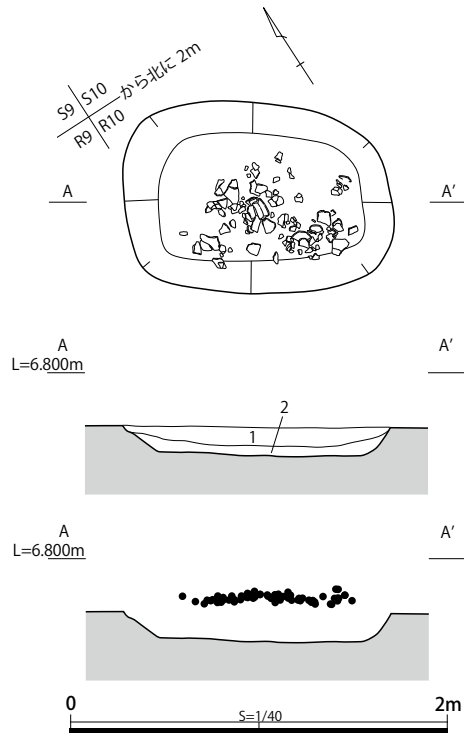 S9 S10
から北に 2m
R9 R10
A A’
A A’
L=6.800m
2
1
A A’
L=6.800m
0 2m
S=1/40